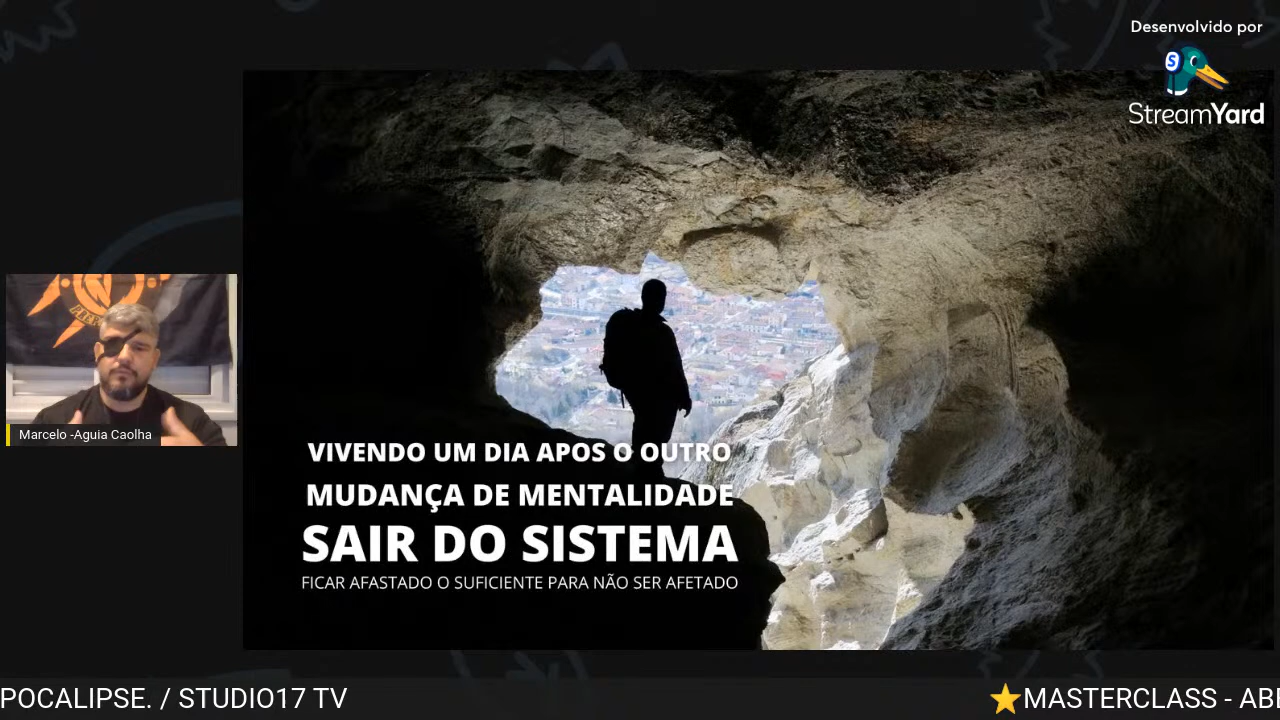 Desenvolvido por
StreamYard
Marcelo -Aguia Caolha
VIVENDO UM DIA APOS O OUTRO
MUDANÇA DE MENTALIDADE
SAIR DO SISTEMA
FICAR AFASTADO O SUFICIENTE PARA NÃO SER AFETADO
POCALIPSE. / STUDIO17 TV
⭐MASTERCLASS - ABE